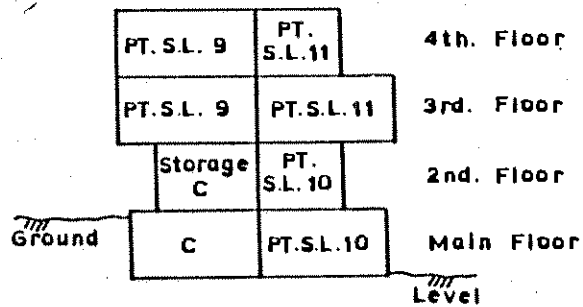 PT. S.L. 9
PT.
S.L.11
4th. Floor
PT. S.L. 9
PT.S.L.11
3rd. Floor
Storage
C
PT.
S.L.10
2nd. Floor
Ground
C
PT.S.L.10
Main Floor
Level